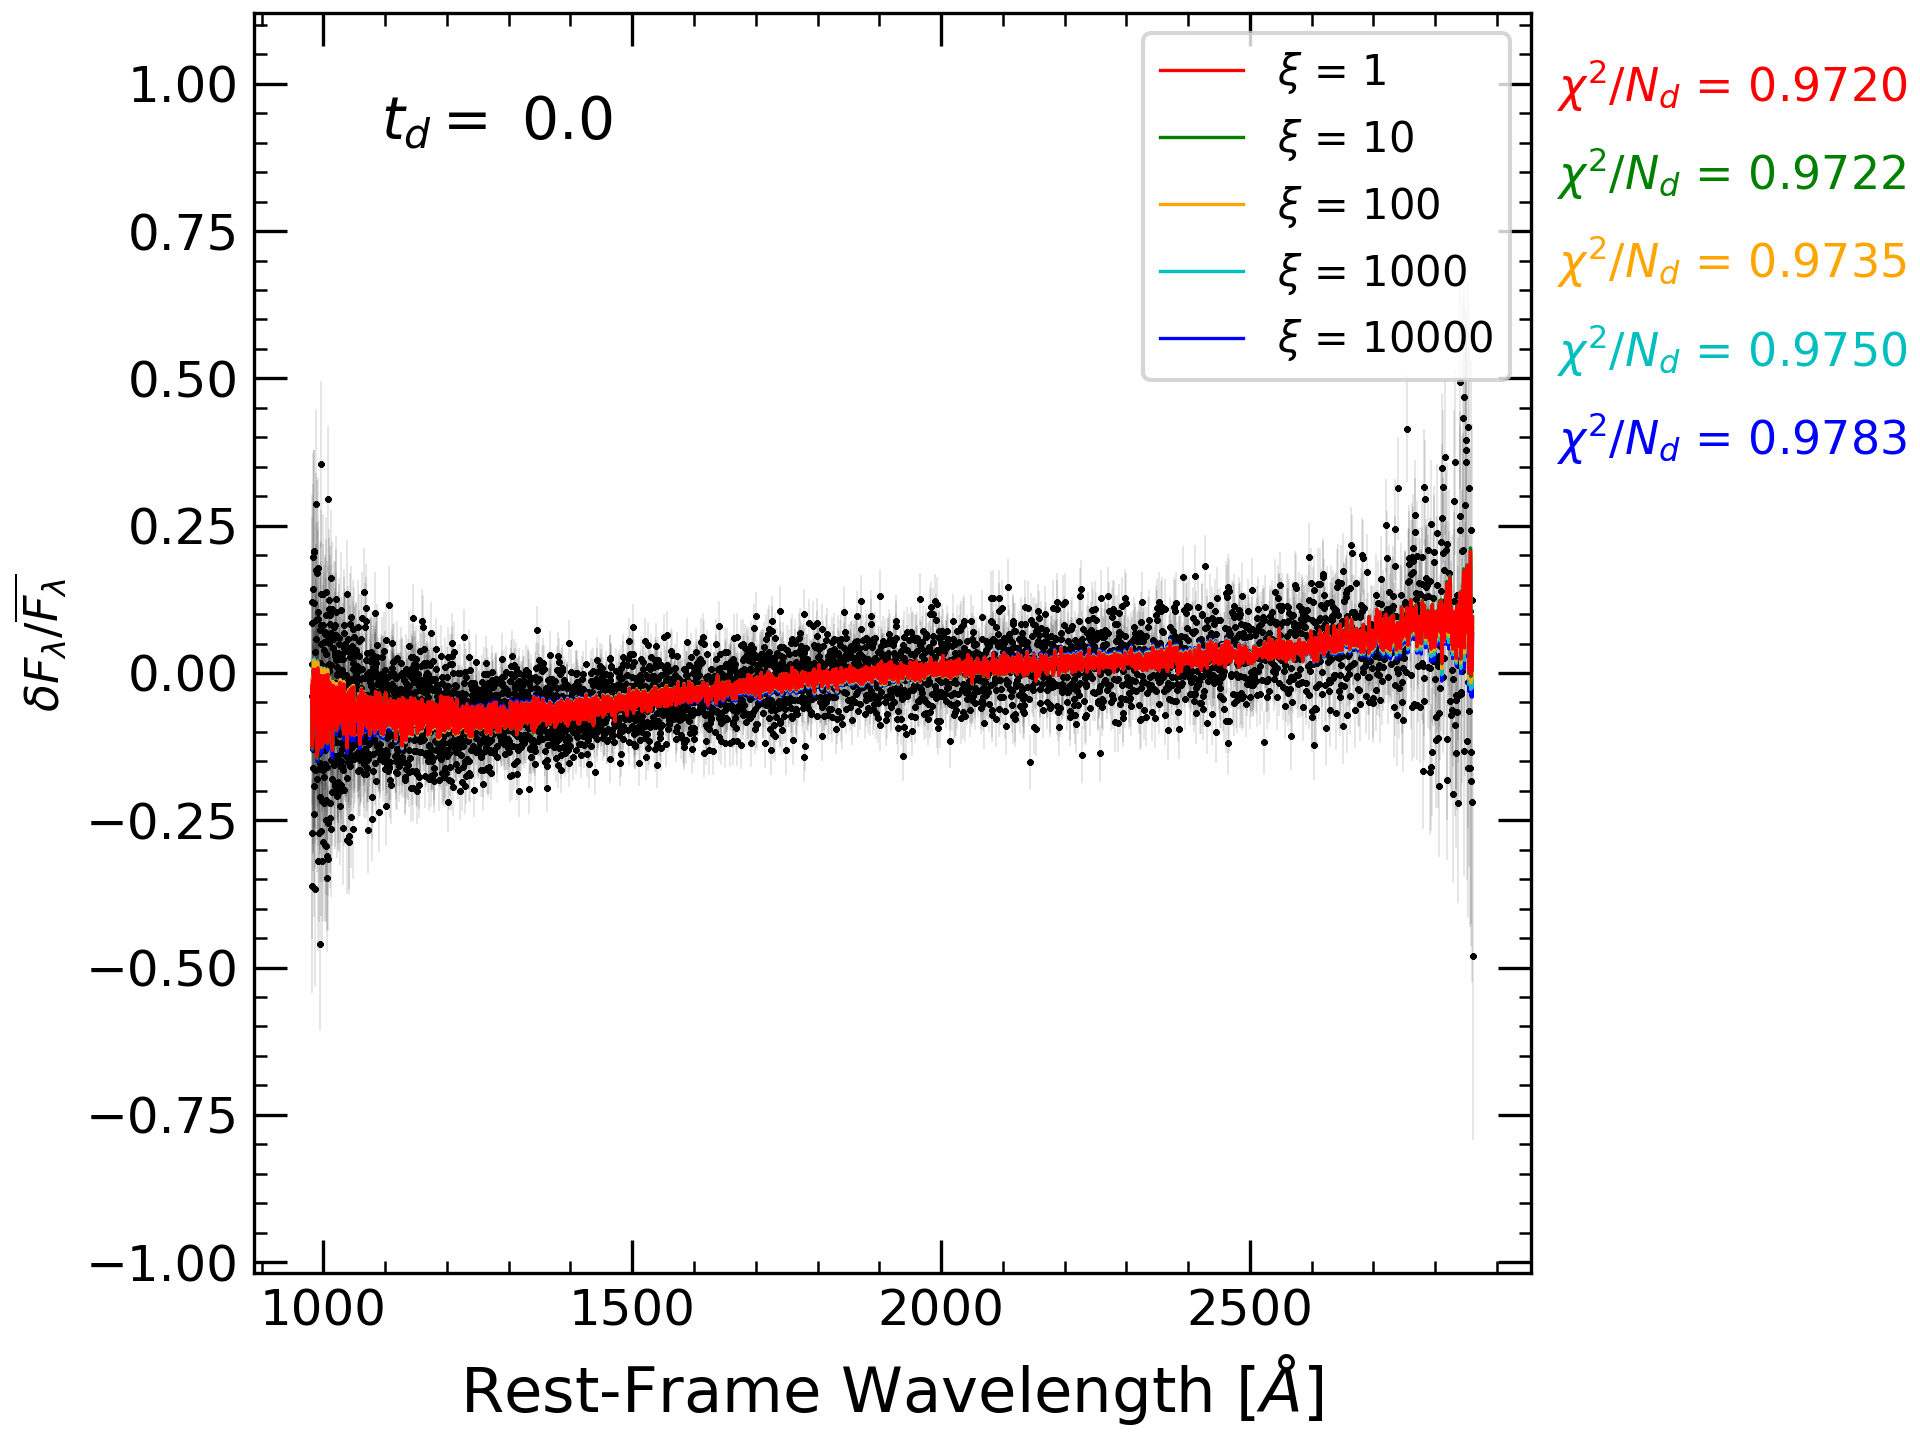 t_d = 0.0
ξ = 1
ξ = 10
ξ = 100
ξ = 1000
ξ = 10000
χ²/N_d = 0.9720
χ²/N_d = 0.9722
χ²/N_d = 0.9735
χ²/N_d = 0.9750
χ²/N_d = 0.9783
δF_λ/F̅_λ
1.00
0.75
0.50
0.25
0.00
−0.25
−0.50
−0.75
−1.00
1000 1500 2000 2500
Rest-Frame Wavelength [Å]